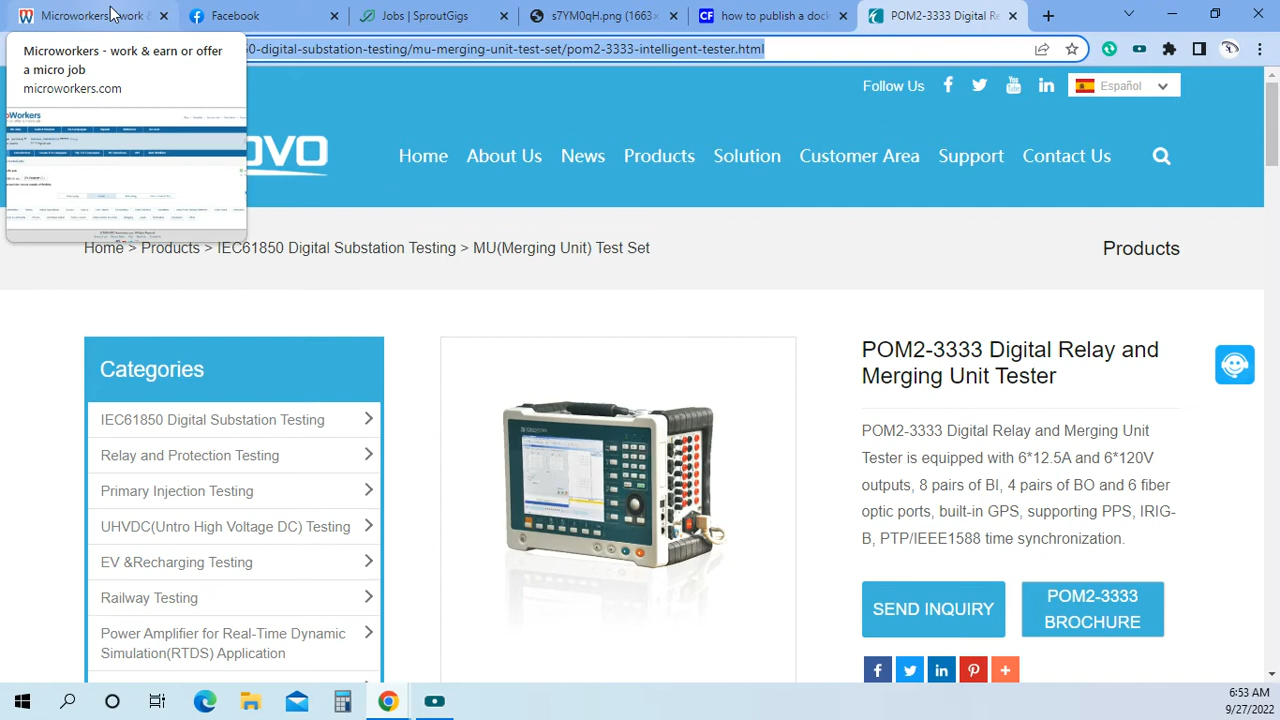 Microworkers - work &
Facebook
Jobs | SproutGigs
s7YM0qH.png (1663×
how to publish a dock
POM2-3333 Digital Re
Microworkers - work & earn or offer
a micro job
microworkers.com
0-digital-substation-testing/mu-merging-unit-test-set/pom2-3333-intelligent-tester.html
Follow Us
Español
OVO
Home About Us News Products Solution Customer Area Support Contact Us
Home > Products > IEC61850 Digital Substation Testing > MU(Merging Unit) Test Set
Products
Categories
IEC61850 Digital Substation Testing
Relay and Protection Testing
Primary Injection Testing
UHVDC(Untro High Voltage DC) Testing
EV &Recharging Testing
Railway Testing
Power Amplifier for Real-Time Dynamic
Simulation(RTDS) Application
POM2-3333 Digital Relay and
Merging Unit Tester
POM2-3333 Digital Relay and Merging Unit
Tester is equipped with 6*12.5A and 6*120V
outputs, 8 pairs of BI, 4 pairs of BO and 6 fiber
optic ports, built-in GPS, supporting PPS, IRIG-
B, PTP/IEEE1588 time synchronization.
SEND INQUIRY
POM2-3333
BROCHURE
6:53 AM
9/27/2022